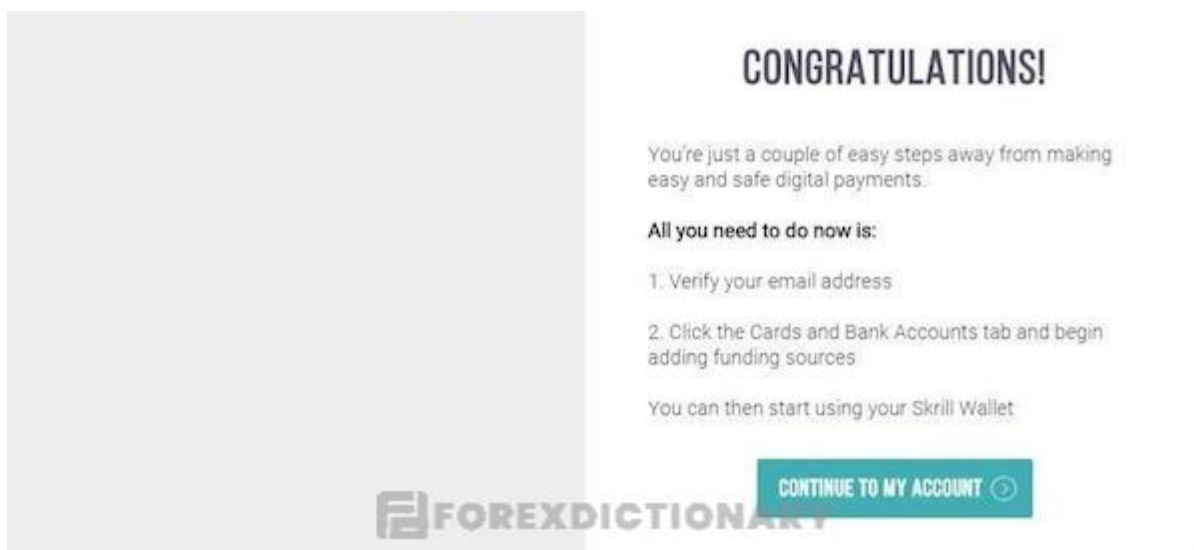 CONGRATULATIONS!
You're just a couple of easy steps away from making
easy and safe digital payments.
All you need to do now is:
1. Verify your email address
2. Click the Cards and Bank Accounts tab and begin
adding funding sources
You can then start using your Skrill Wallet
CONTINUE TO MY ACCOUNT
FOREXDICTIONARY